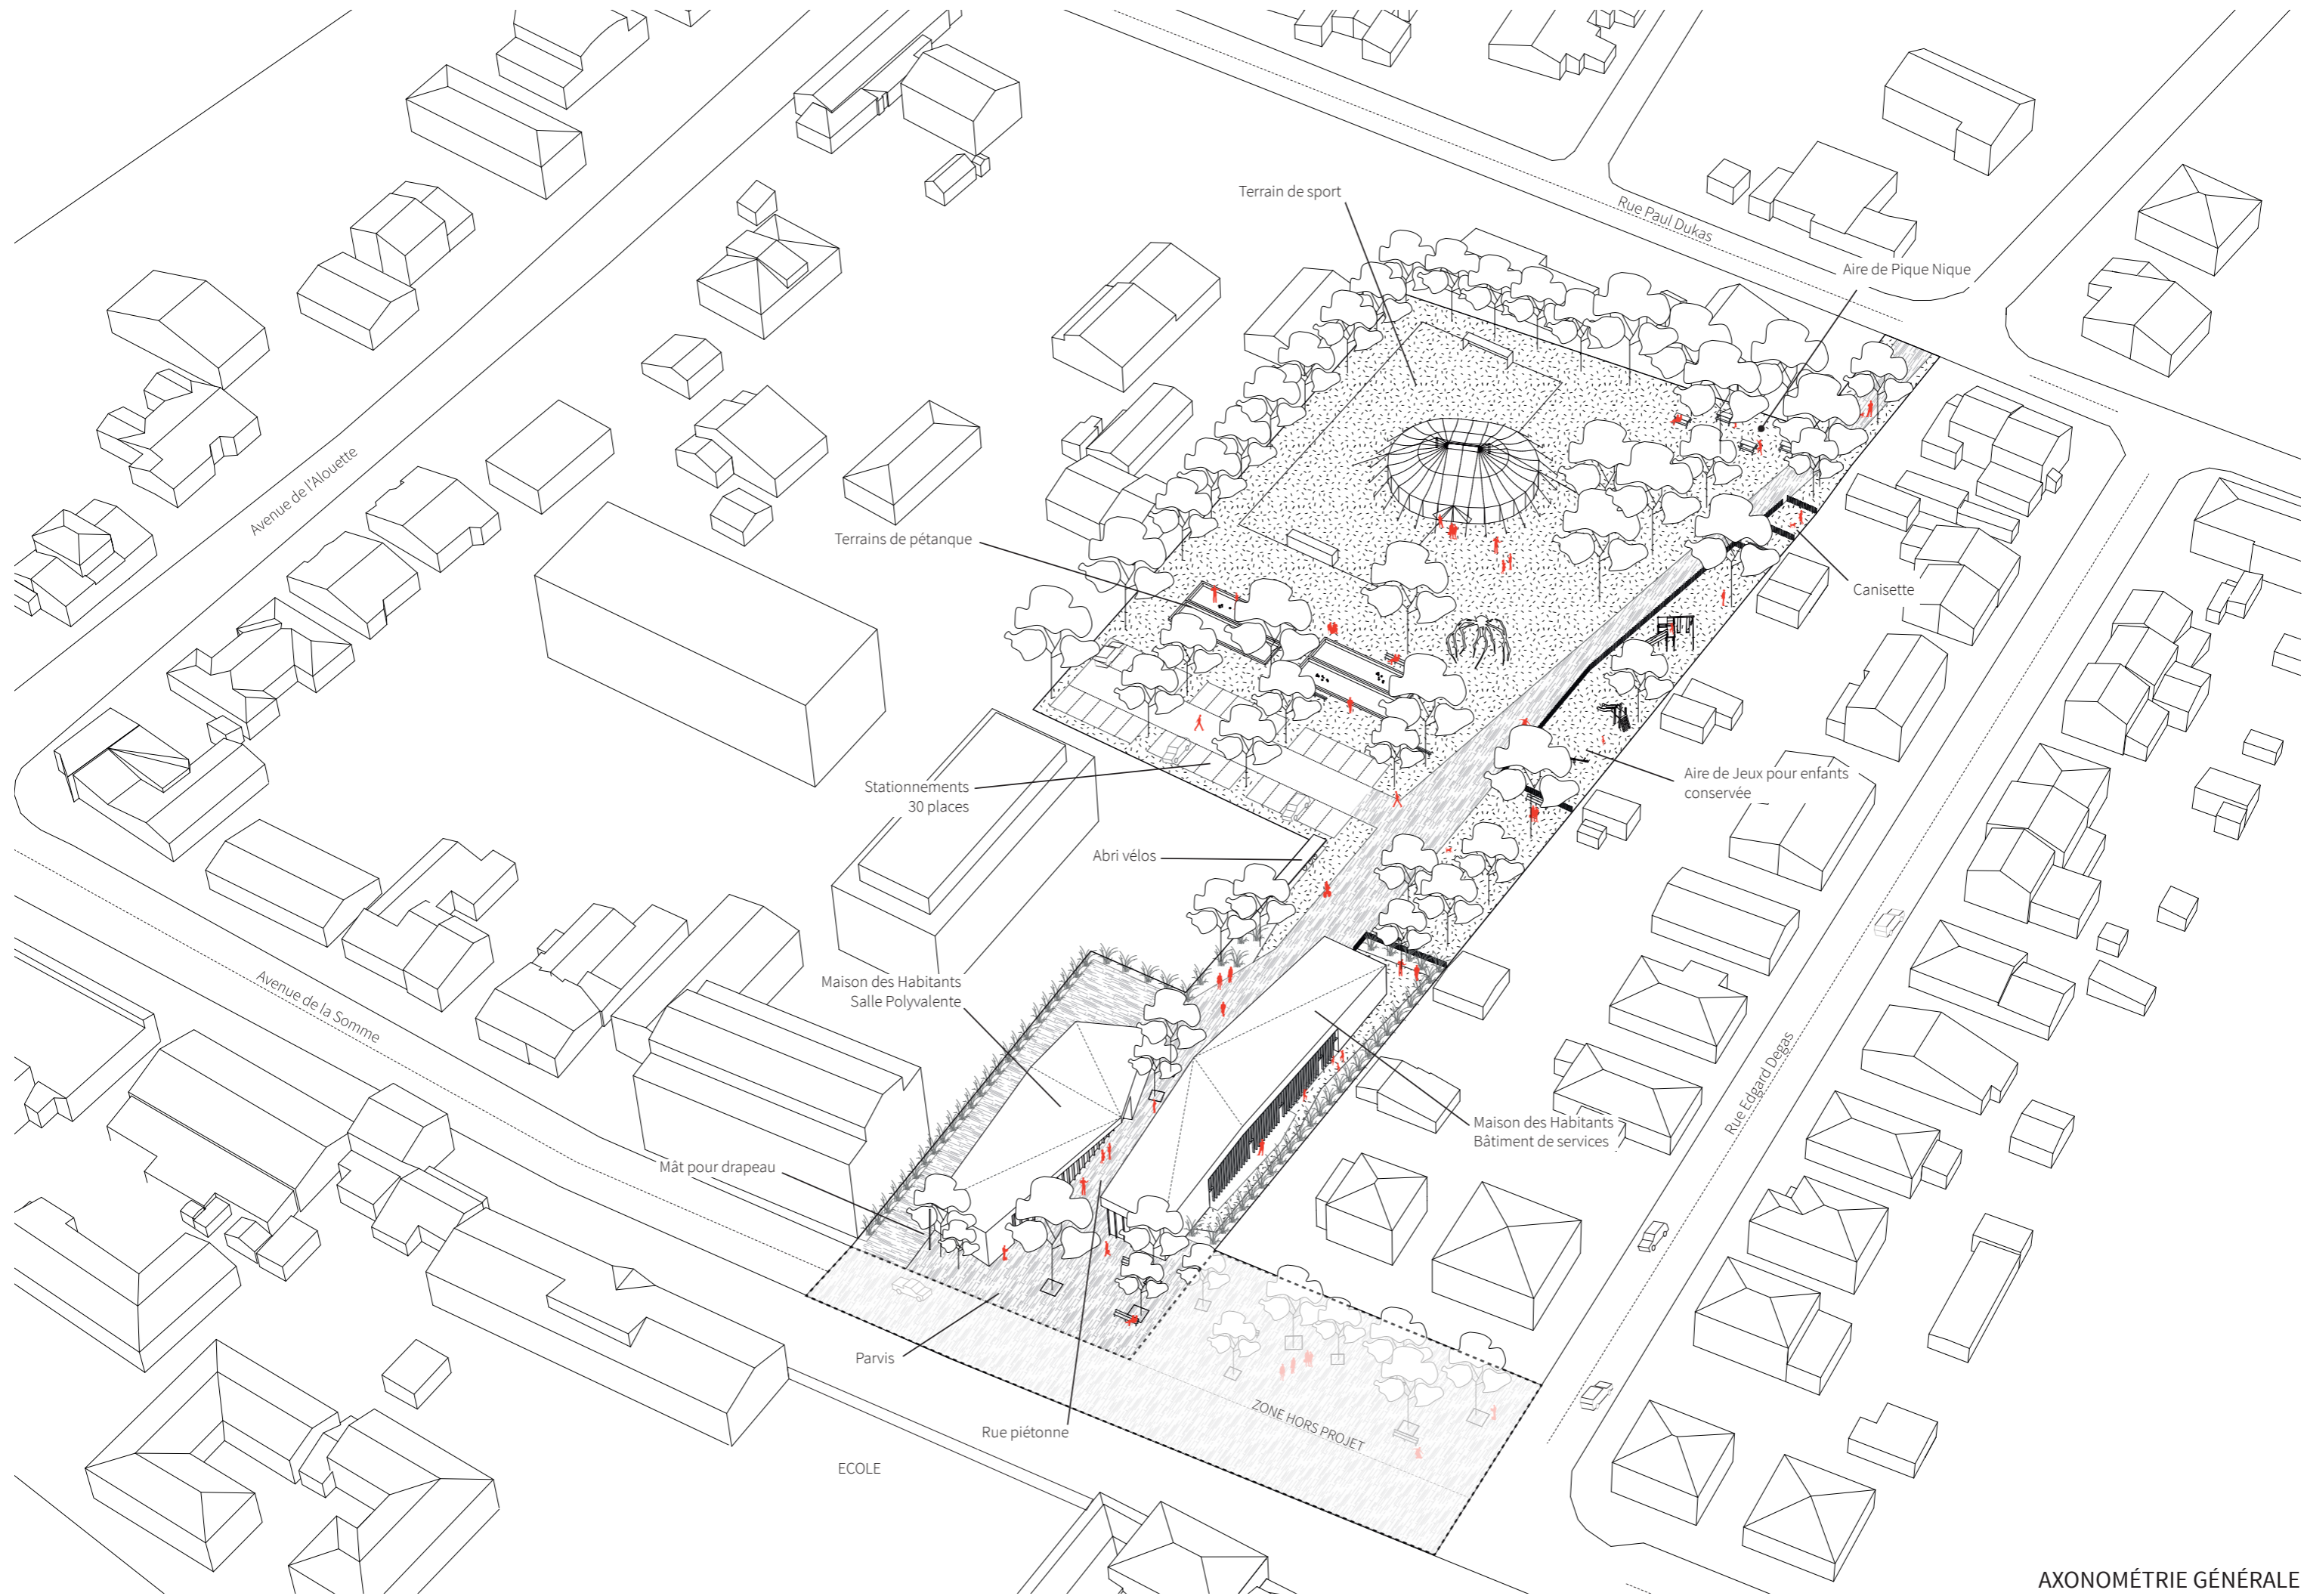 Terrain de sport
Rue Paul Dukas
Aire de Pique Nique
Avenue de l'Alouette
Terrains de pétanque
Canisette
Stationnements
30 places
Aire de Jeux pour enfants
conservée
Abri vélos
Maison des Habitants
Salle Polyvalente
Avenue de la Somme
Rue Edgard Degas
Maison des Habitants
Bâtiment de services
Mât pour drapeau
Parvis
Rue piétonne
ZONE HORS PROJET
ECOLE
AXONOMÉTRIE GÉNÉRALE